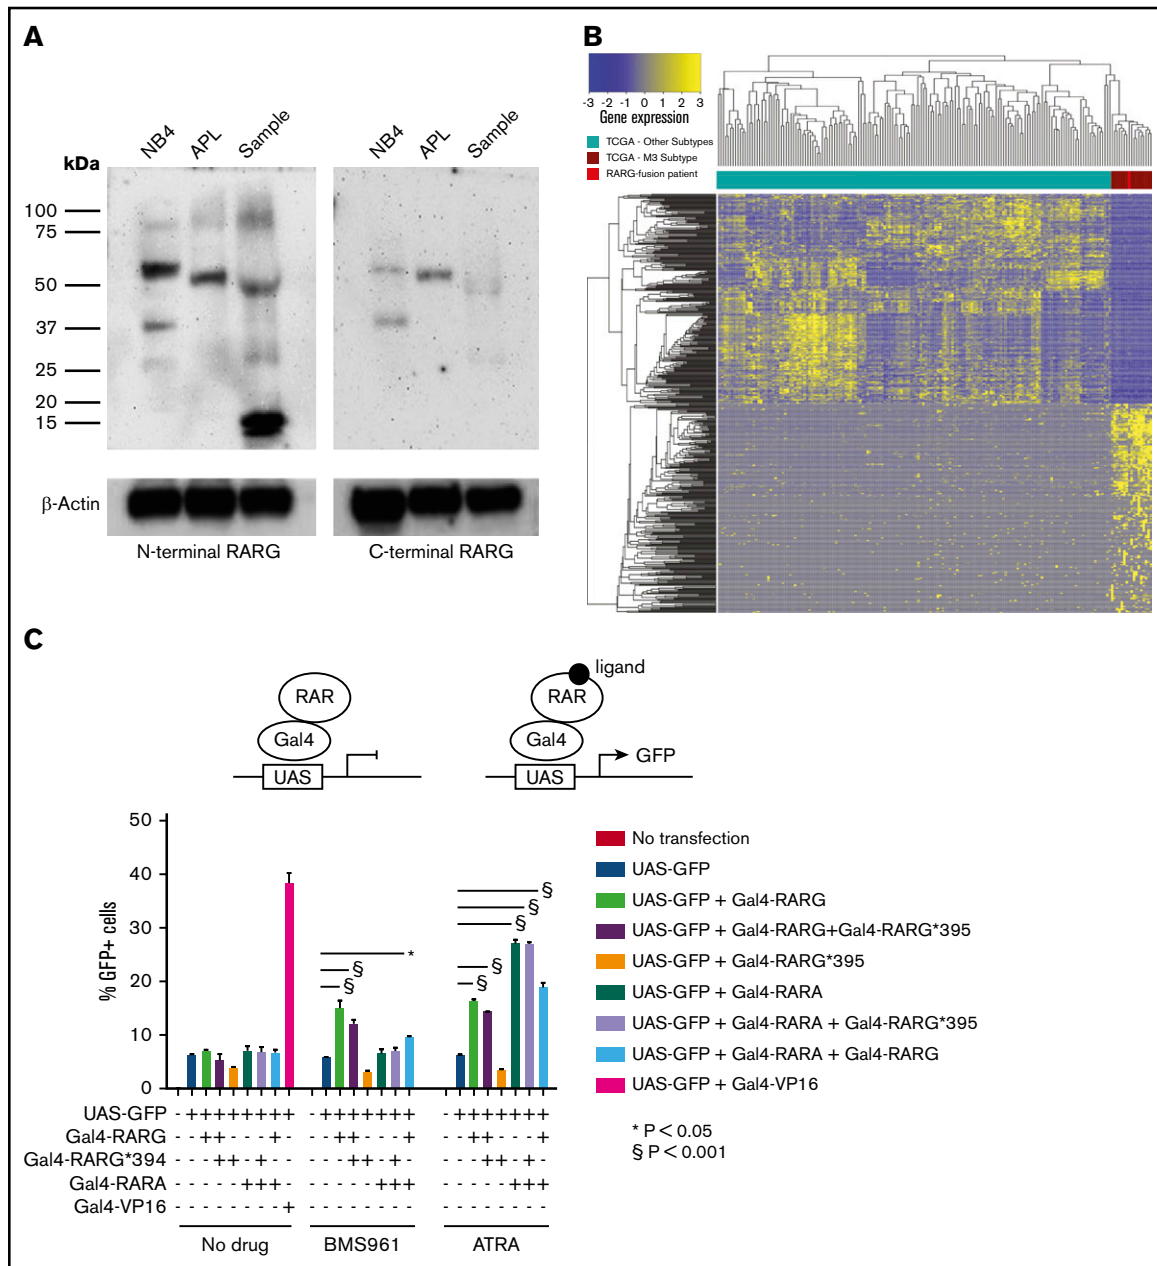 A
NB4 APL Sample
NB4 APL Sample
kDa
100
75
50
37
25
20
15
β-Actin
N-terminal RARG
C-terminal RARG
B
-3 -2 -1 0 1 2 3
Gene expression
TCGA - Other Subtypes
TCGA - M3 Subtype
RARG-fusion patient
C
RAR
Gal4
UAS
ligand
RAR
Gal4
UAS
GFP
% GFP+ cells
50
40
30
20
10
0
§
§
*
§
§
§
§
§
No transfection
UAS-GFP
UAS-GFP + Gal4-RARG
UAS-GFP + Gal4-RARG+Gal4-RARG*395
UAS-GFP + Gal4-RARG*395
UAS-GFP + Gal4-RARA
UAS-GFP + Gal4-RARA + Gal4-RARG*395
UAS-GFP + Gal4-RARA + Gal4-RARG
UAS-GFP + Gal4-VP16
* P < 0.05
§ P < 0.001
UAS-GFP - + + + + + + + + - + + + + + + + - + + + + + + +
Gal4-RARG - - + + - - - + - - - + + - - - + - - + + - - - +
Gal4-RARG*394 - - - + + - + - - - - - + + - + - - - - + + - + -
Gal4-RARA - - - - - + + + - - - - - - + + + - - - - - + + +
Gal4-VP16 - - - - - - - - + - - - - - - - - - - - - - - - -
No drug
BMS961
ATRA